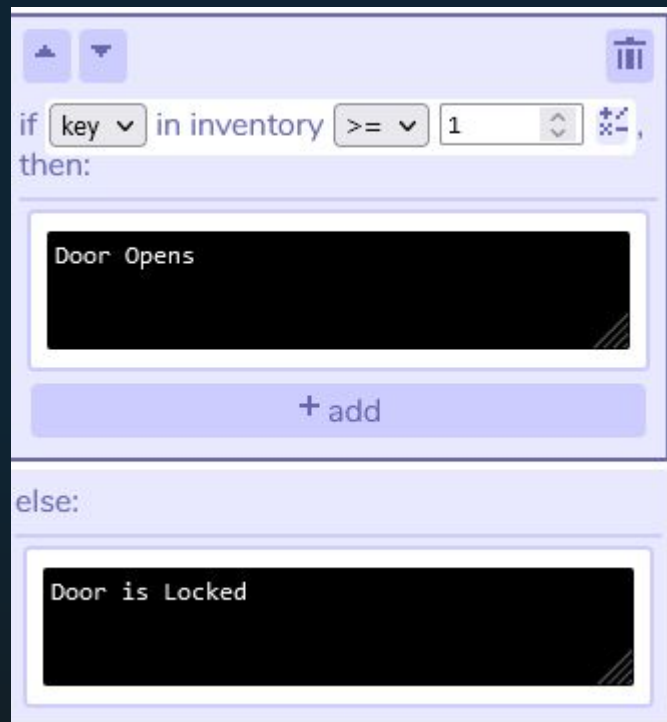 if key in inventory >= 1 ,
then:
Door Opens
+ add
else:
Door is Locked